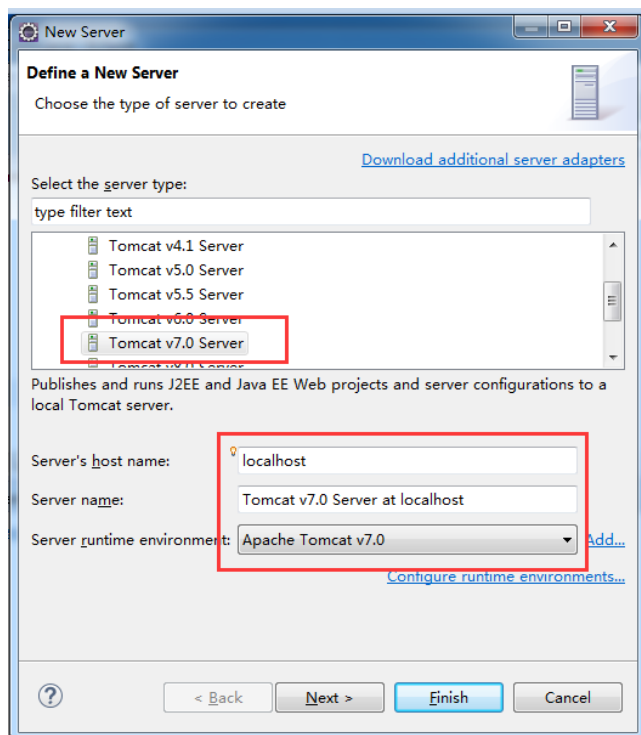 New Server
Define a New Server
Choose the type of server to create
Download additional server adapters
Select the server type:
type filter text
Tomcat v4.1 Server
Tomcat v5.0 Server
Tomcat v5.5 Server
Tomcat v6.0 Server
Tomcat v7.0 Server
Tomcat v8.0 Server
Publishes and runs J2EE and Java EE Web projects and server configurations to a
local Tomcat server.
Server's host name:
localhost
Server name:
Tomcat v7.0 Server at localhost
Server runtime environment:
Apache Tomcat v7.0
Add...
Configure runtime environments...
?
< Back
Next >
Finish
Cancel